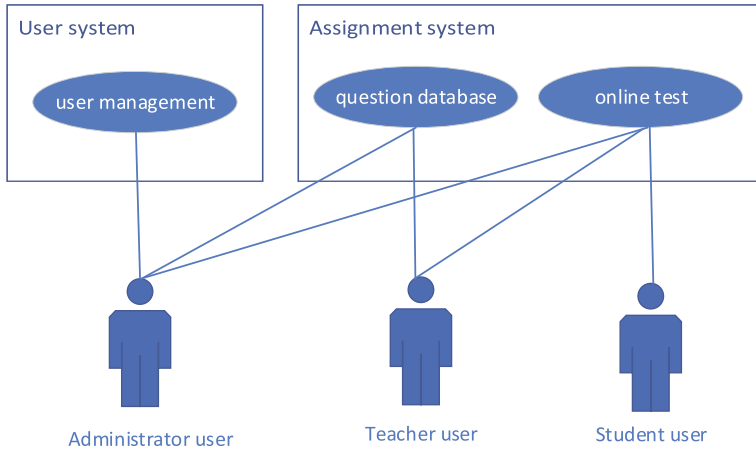 User system
Assignment system
user management
question database
online test
Administrator user
Teacher user
Student user